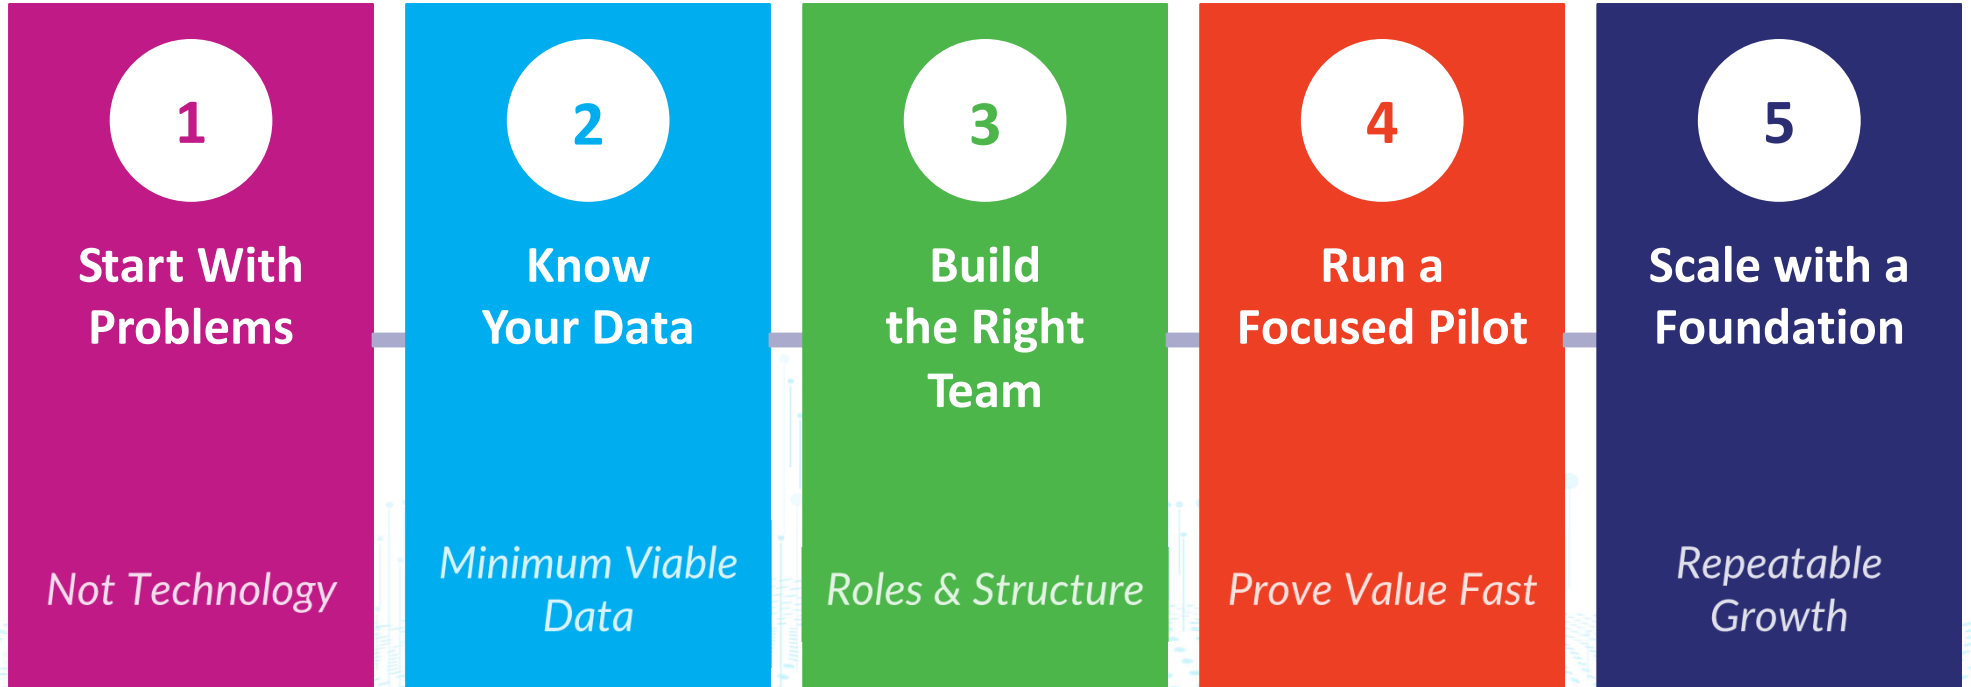 1
Start With
Problems
Not Technology
2
Know
Your Data
Minimum Viable
Data
3
Build
the Right
Team
Roles & Structure
4
Run a
Focused Pilot
Prove Value Fast
5
Scale with a
Foundation
Repeatable
Growth